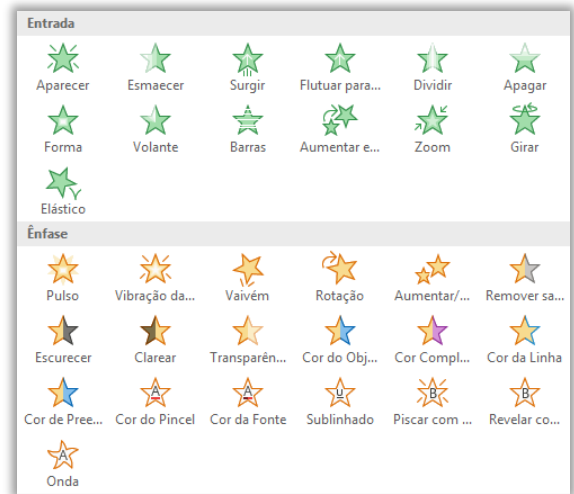 Entrada
Aparecer Esmaecer Surgir Flutuar para... Dividir Apagar
Forma Volante Barras Aumentar e... Zoom Girar
Elástico
Ênfase
Pulso Vibração da... Vaivém Rotação Aumentar/... Remover sa...
Escurecer Clarear Transparên... Cor do Obj... Cor Compl... Cor da Linha
A A U B B
Cor de Pree... Cor do Pincel Cor da Fonte Sublinhado Piscar com ... Revelar co...
A
Onda